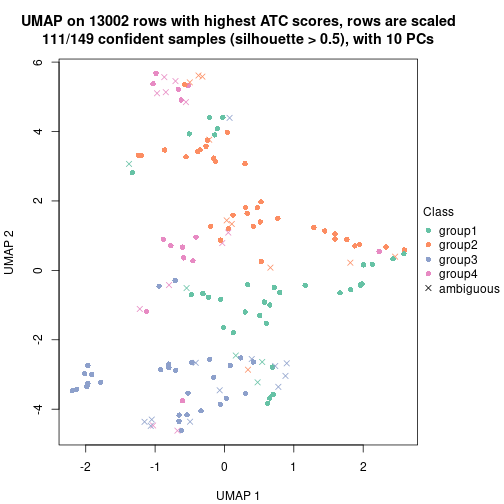 UMAP on 13002 rows with highest ATC scores, rows are scaled
111/149 confident samples (silhouette > 0.5), with 10 PCs
6
4
2
0
-2
-4
UMAP 2
-2
-1
0
1
2
UMAP 1
Class
group1
group2
group3
group4
ambiguous